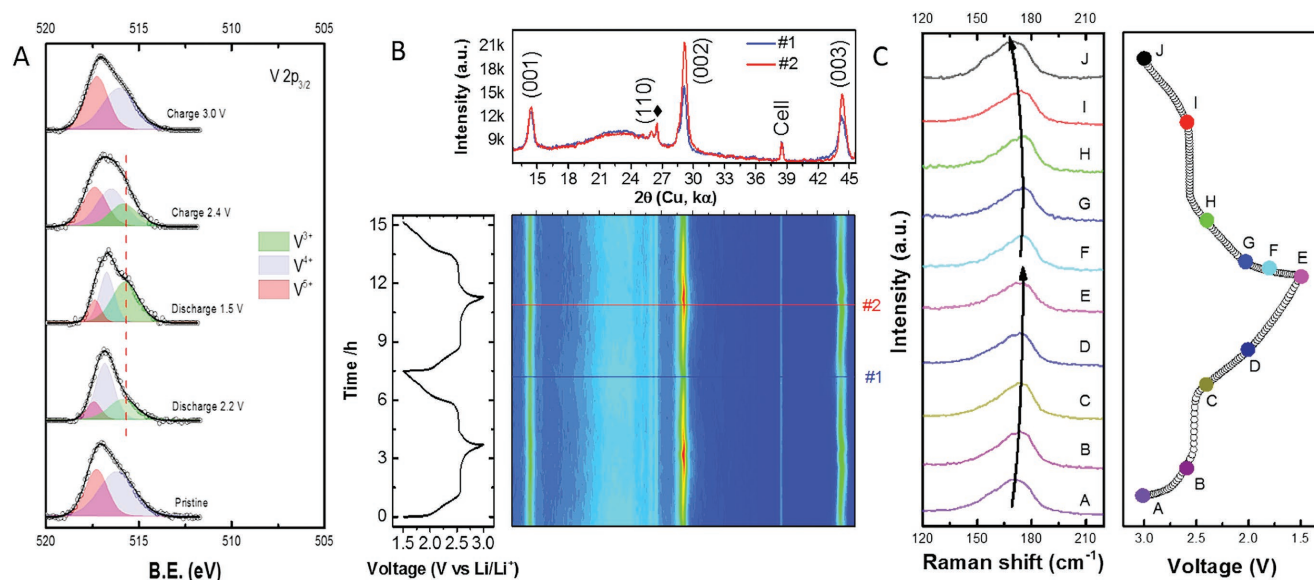 A
520 515 510 505
V 2p3/2
Charge 3.0 V
Charge 2.4 V
V3+
V4+
V5+
Discharge 1.5 V
Discharge 2.2 V
Pristine
520 515 510 505
B.E. (eV)
B
Intensity (a.u.)
21k
18k
15k
12k
9k
(001)
(110)
◆
(002)
Cell
(003)
#1
#2
15 18 21 24 27 30 33 36 39 42 45
2θ (Cu, kα)
Time /h
15
12
9
6
3
0
1.5 2.0 2.5 3.0
Voltage (V vs Li/Li+)
#2
#1
C
120 150 180 210
Intensity (a.u.)
J
I
H
G
F
E
D
C
B
A
120 150 180 210
Raman shift (cm-1)
J
I
H
G
F
E
D
C
B
A
3.0 2.5 2.0 1.5
Voltage (V)